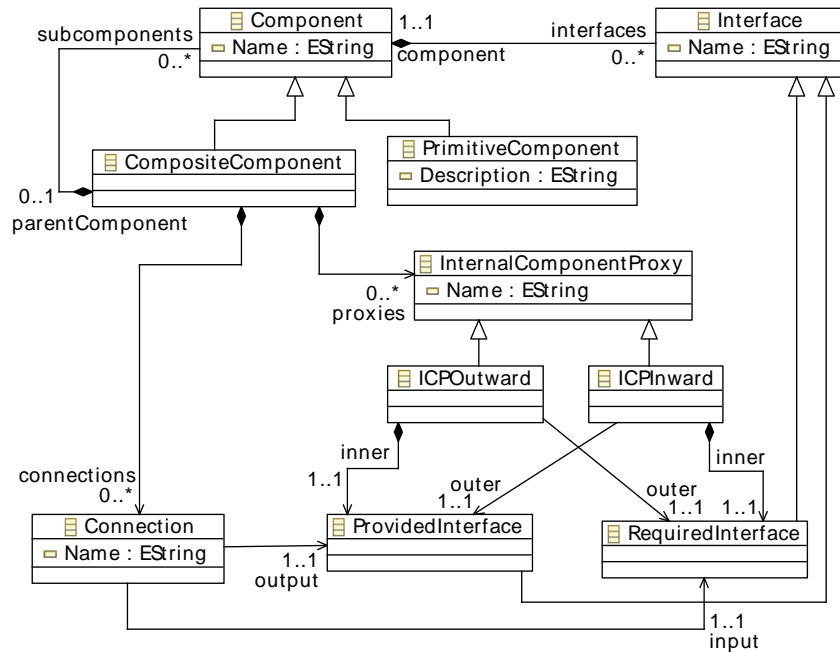 Component
1..1
Interface
subcomponents
Name : EString
interfaces
Name : EString
0..*
component
0..*
CompositeComponent
PrimitiveComponent
Description : EString
0..1
parentComponent
InternalComponentProxy
0..*
Name : EString
proxies
ICPOutward
ICPInward
inner
inner
connections
1..1
outer
outer
0..*
1..1
1..1
1..1
Connection
ProvidedInterface
RequiredInterface
Name : EString
1..1
output
1..1
input